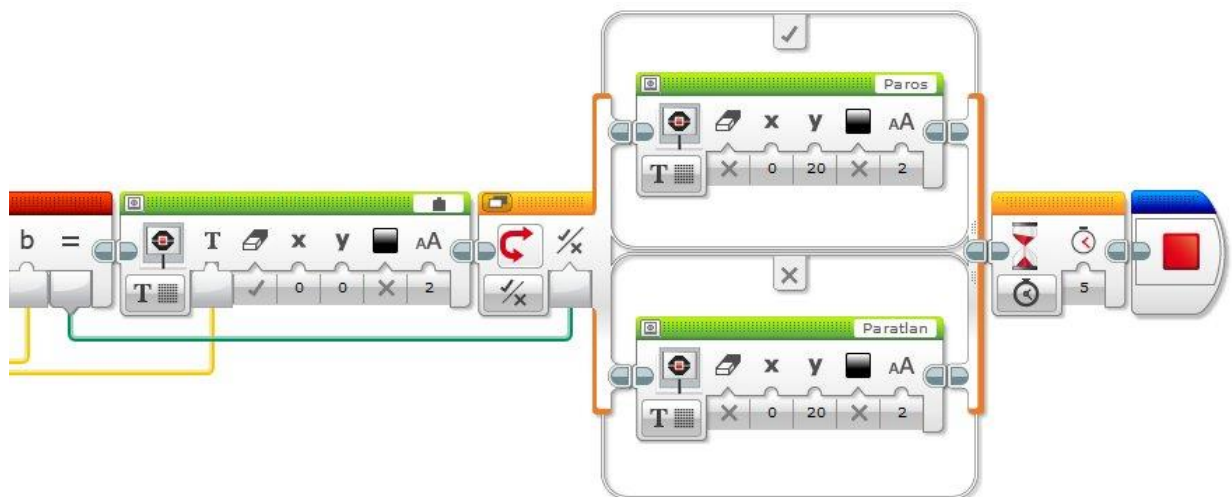 Paros
x y AA
T X 0 20 X 2
b = T x y AA
T 0 0 X 2
5
Paratlan
x y AA
T X 0 20 X 2